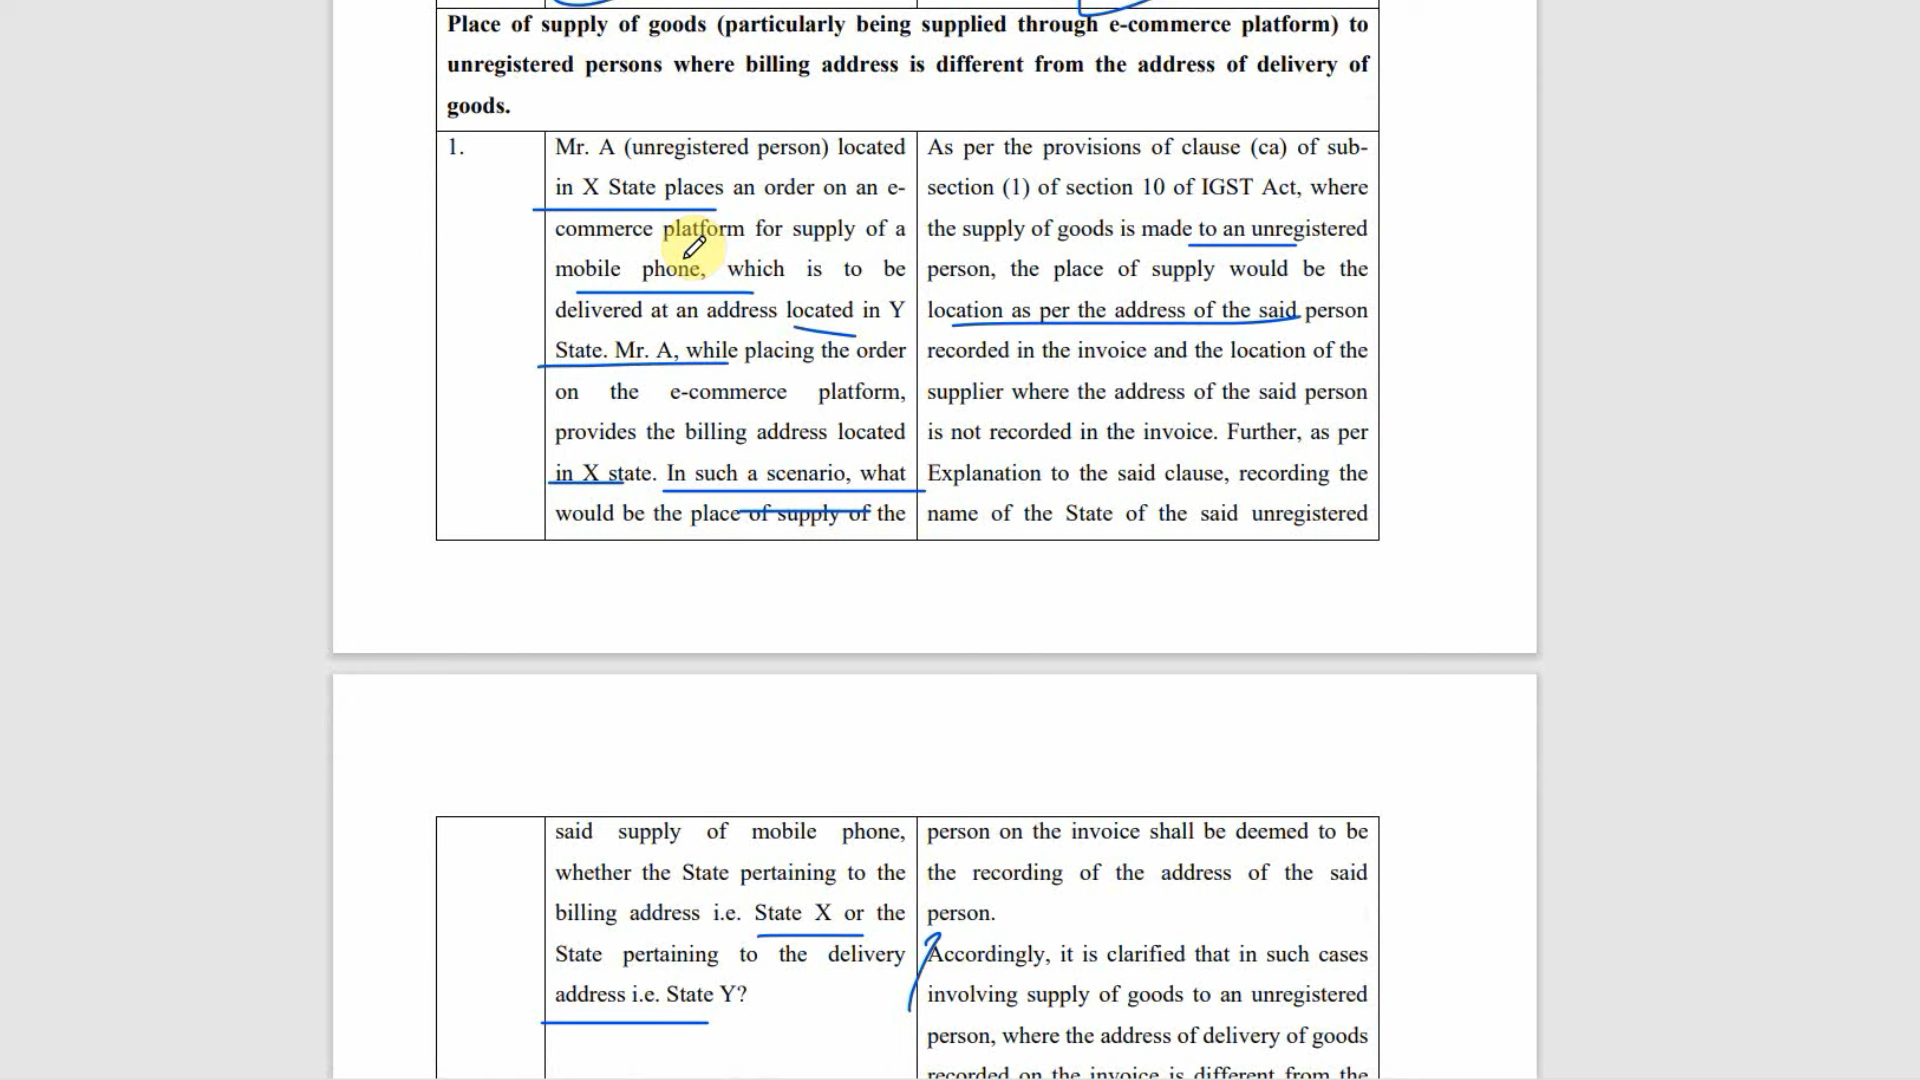 Place of supply of goods (particularly being supplied through e-commerce platform) to
unregistered persons where billing address is different from the address of delivery of
goods.
1.
Mr. A (unregistered person) located
in X State places an order on an e-
commerce platform for supply of a
mobile phone, which is to be
delivered at an address located in Y
State. Mr. A, while placing the order
on the e-commerce platform,
provides the billing address located
in X state. In such a scenario, what
would be the place of supply of the
As per the provisions of clause (ca) of sub-
section (1) of section 10 of IGST Act, where
the supply of goods is made to an unregistered
person, the place of supply would be the
location as per the address of the said person
recorded in the invoice and the location of the
supplier where the address of the said person
is not recorded in the invoice. Further, as per
Explanation to the said clause, recording the
name of the State of the said unregistered
said supply of mobile phone,
whether the State pertaining to the
billing address i.e. State X or the
State pertaining to the delivery
address i.e. State Y?
person on the invoice shall be deemed to be
the recording of the address of the said
person.
Accordingly, it is clarified that in such cases
involving supply of goods to an unregistered
person, where the address of delivery of goods
recorded on the invoice is different from the